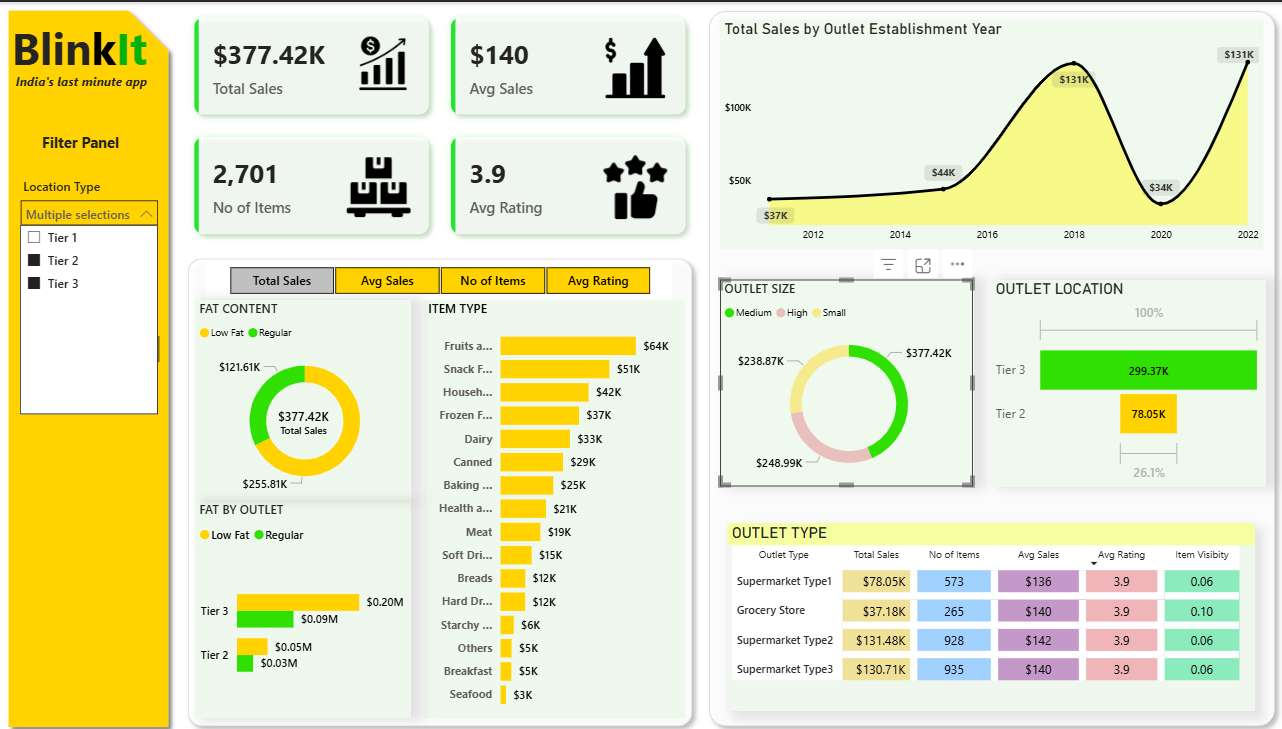 BlinkIt
India's last minute app
Filter Panel
Location Type
Multiple selections
Tier 1
Tier 2
Tier 3
$377.42K
Total Sales
$140
Avg Sales
2,701
No of Items
3.9
Avg Rating
Total Sales Avg Sales No of Items Avg Rating
FAT CONTENT
Low Fat Regular
$121.61K
$377.42K
Total Sales
$255.81K
FAT BY OUTLET
Low Fat Regular
Tier 3 $0.20M
$0.09M
Tier 2 $0.05M
$0.03M
ITEM TYPE
Fruits a... $64K
Snack F... $51K
Househ... $42K
Frozen F... $37K
Dairy $33K
Canned $29K
Baking ... $25K
Health a... $21K
Meat $19K
Soft Dri... $15K
Breads $12K
Hard Dr... $12K
Starchy ... $6K
Others $5K
Breakfast $5K
Seafood $3K
Total Sales by Outlet Establishment Year
$131K
$131K
$100K
$50K
$44K
$34K
$37K
2012 2014 2016 2018 2020 2022
OUTLET SIZE
Medium High Small
$238.87K $377.42K
$248.99K
OUTLET LOCATION
100%
Tier 3 299.37K
Tier 2 78.05K
26.1%
OUTLET TYPE
Outlet Type Total Sales No of Items Avg Sales Avg Rating Item Visibity
Supermarket Type1 $78.05K 573 $136 3.9 0.06
Grocery Store $37.18K 265 $140 3.9 0.10
Supermarket Type2 $131.48K 928 $142 3.9 0.06
Supermarket Type3 $130.71K 935 $140 3.9 0.06